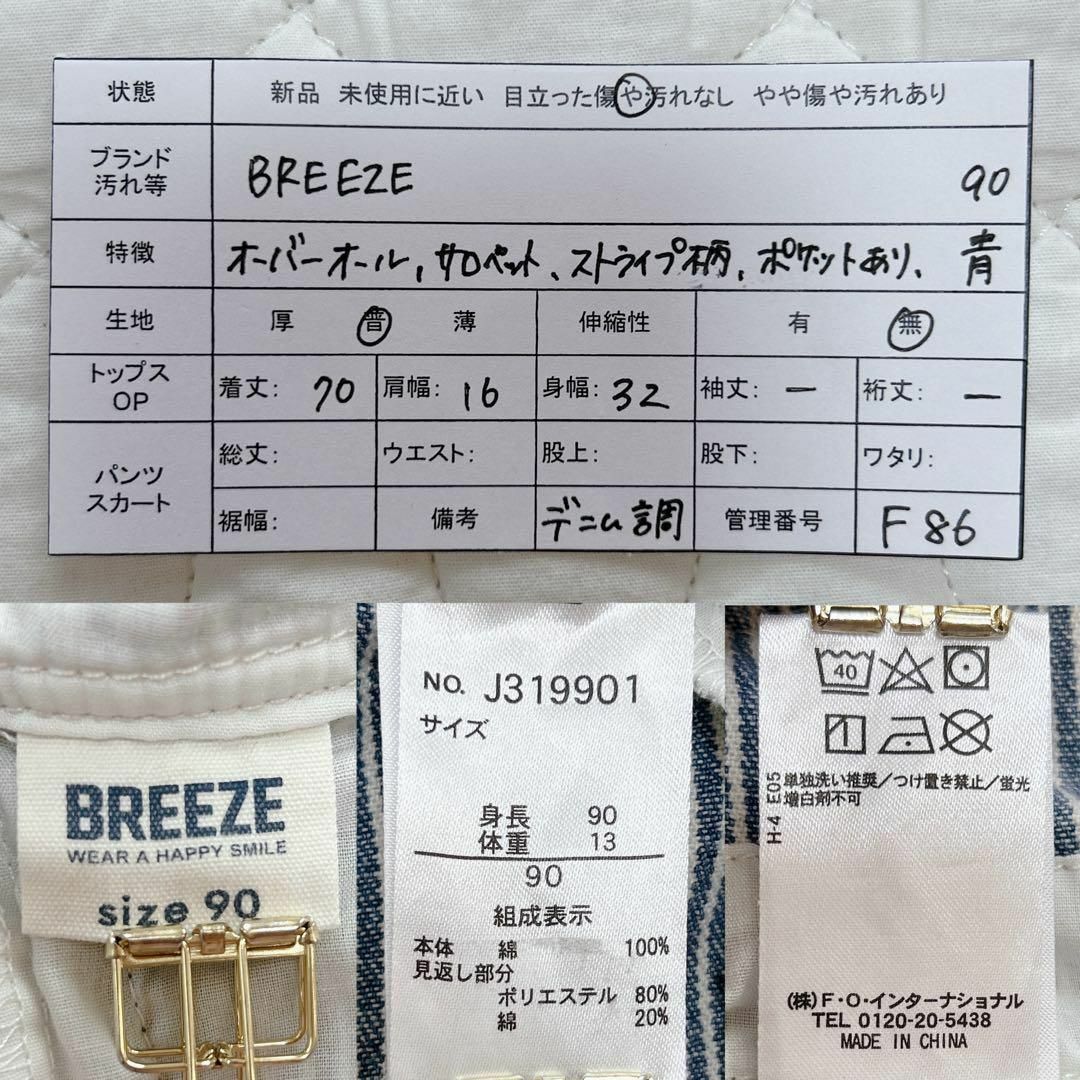 状態 新品 未使用に近い 目立った傷や汚れなし やや傷や汚れあり
ブランド
汚れ等 BREEZE 90
特徴 オーバーオール、サロペット、ストライプ柄、ポケットあり、青
生地 厚 普 薄 伸縮性 有 無
トップス
OP 着丈: 70 肩幅: 16 身幅: 32 袖丈: ー 裄丈: ー
パンツ
スカート 総丈: ウエスト: 股上: 股下: ワタリ:
裾幅: 備考 デニム調 管理番号 F86
BREEZE
WEAR A HAPPY SMILE
size 90
NO. J319901
サイズ
身長 90
体重 13
90
組成表示
本体 綿 100%
見返し部分
ポリエステル 80%
綿 20%
40
H-4 E05
単独洗い推奨／つけ置き禁止／蛍光
増白剤不可
(株)F・O・インターナショナル
TEL 0120-20-5438
MADE IN CHINA